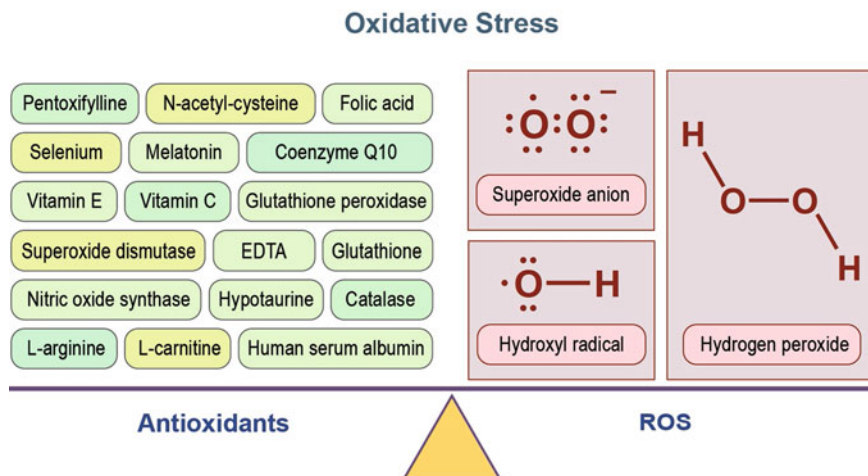 Oxidative Stress
Pentoxifylline N-acetyl-cysteine Folic acid
Selenium Melatonin Coenzyme Q10
Vitamin E Vitamin C Glutathione peroxidase
Superoxide dismutase EDTA Glutathione
Nitric oxide synthase Hypotaurine Catalase
L-arginine L-carnitine Human serum albumin
O O −
Superoxide anion
O H
Hydroxyl radical
H
O O
H
Hydrogen peroxide
Antioxidants ROS